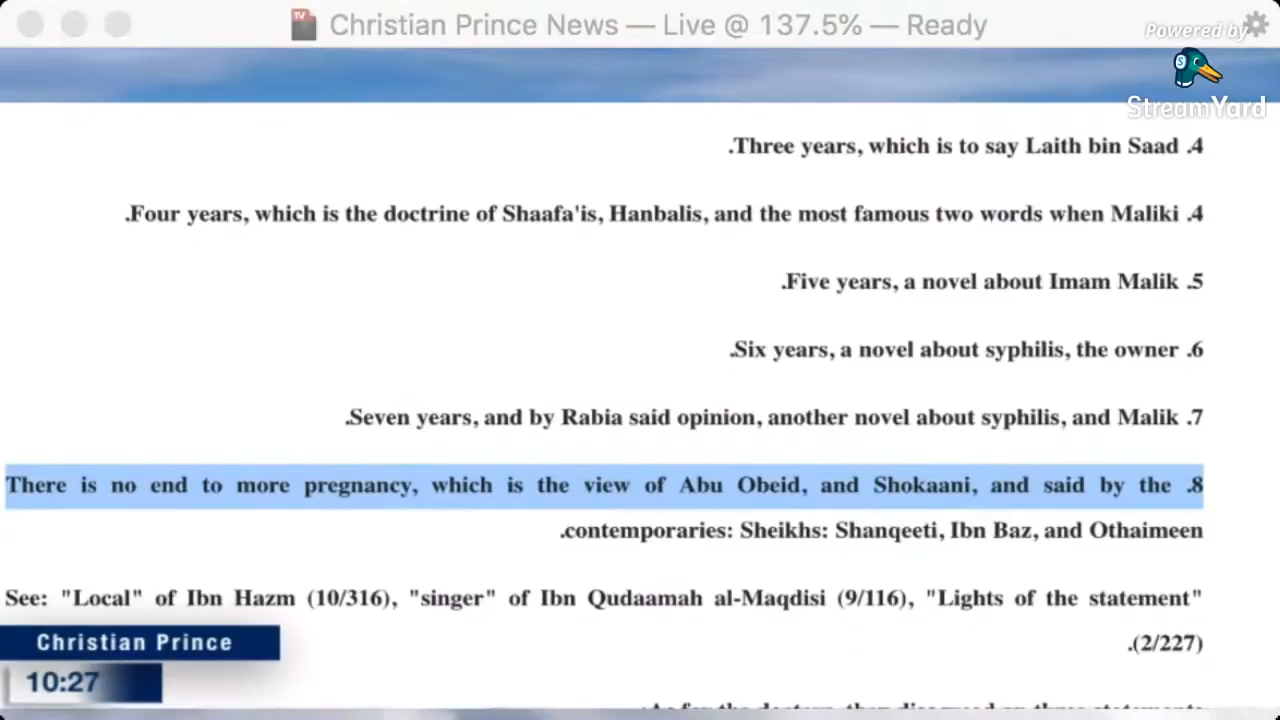 Christian Prince News — Live @ 137.5% — Ready
Powered by
StreamYard
.Three years, which is to say Laith bin Saad .4
.Four years, which is the doctrine of Shaafa'is, Hanbalis, and the most famous two words when Maliki .4
.Five years, a novel about Imam Malik .5
.Six years, a novel about syphilis, the owner .6
.Seven years, and by Rabia said opinion, another novel about syphilis, and Malik .7
There is no end to more pregnancy, which is the view of Abu Obeid, and Shokaani, and said by the .8
.contemporaries: Sheikhs: Shanqeeti, Ibn Baz, and Othaimeen
See: "Local" of Ibn Hazm (10/316), "singer" of Ibn Qudaamah al-Maqdisi (9/116), "Lights of the statement"
.(2/227)
Christian Prince
10:27